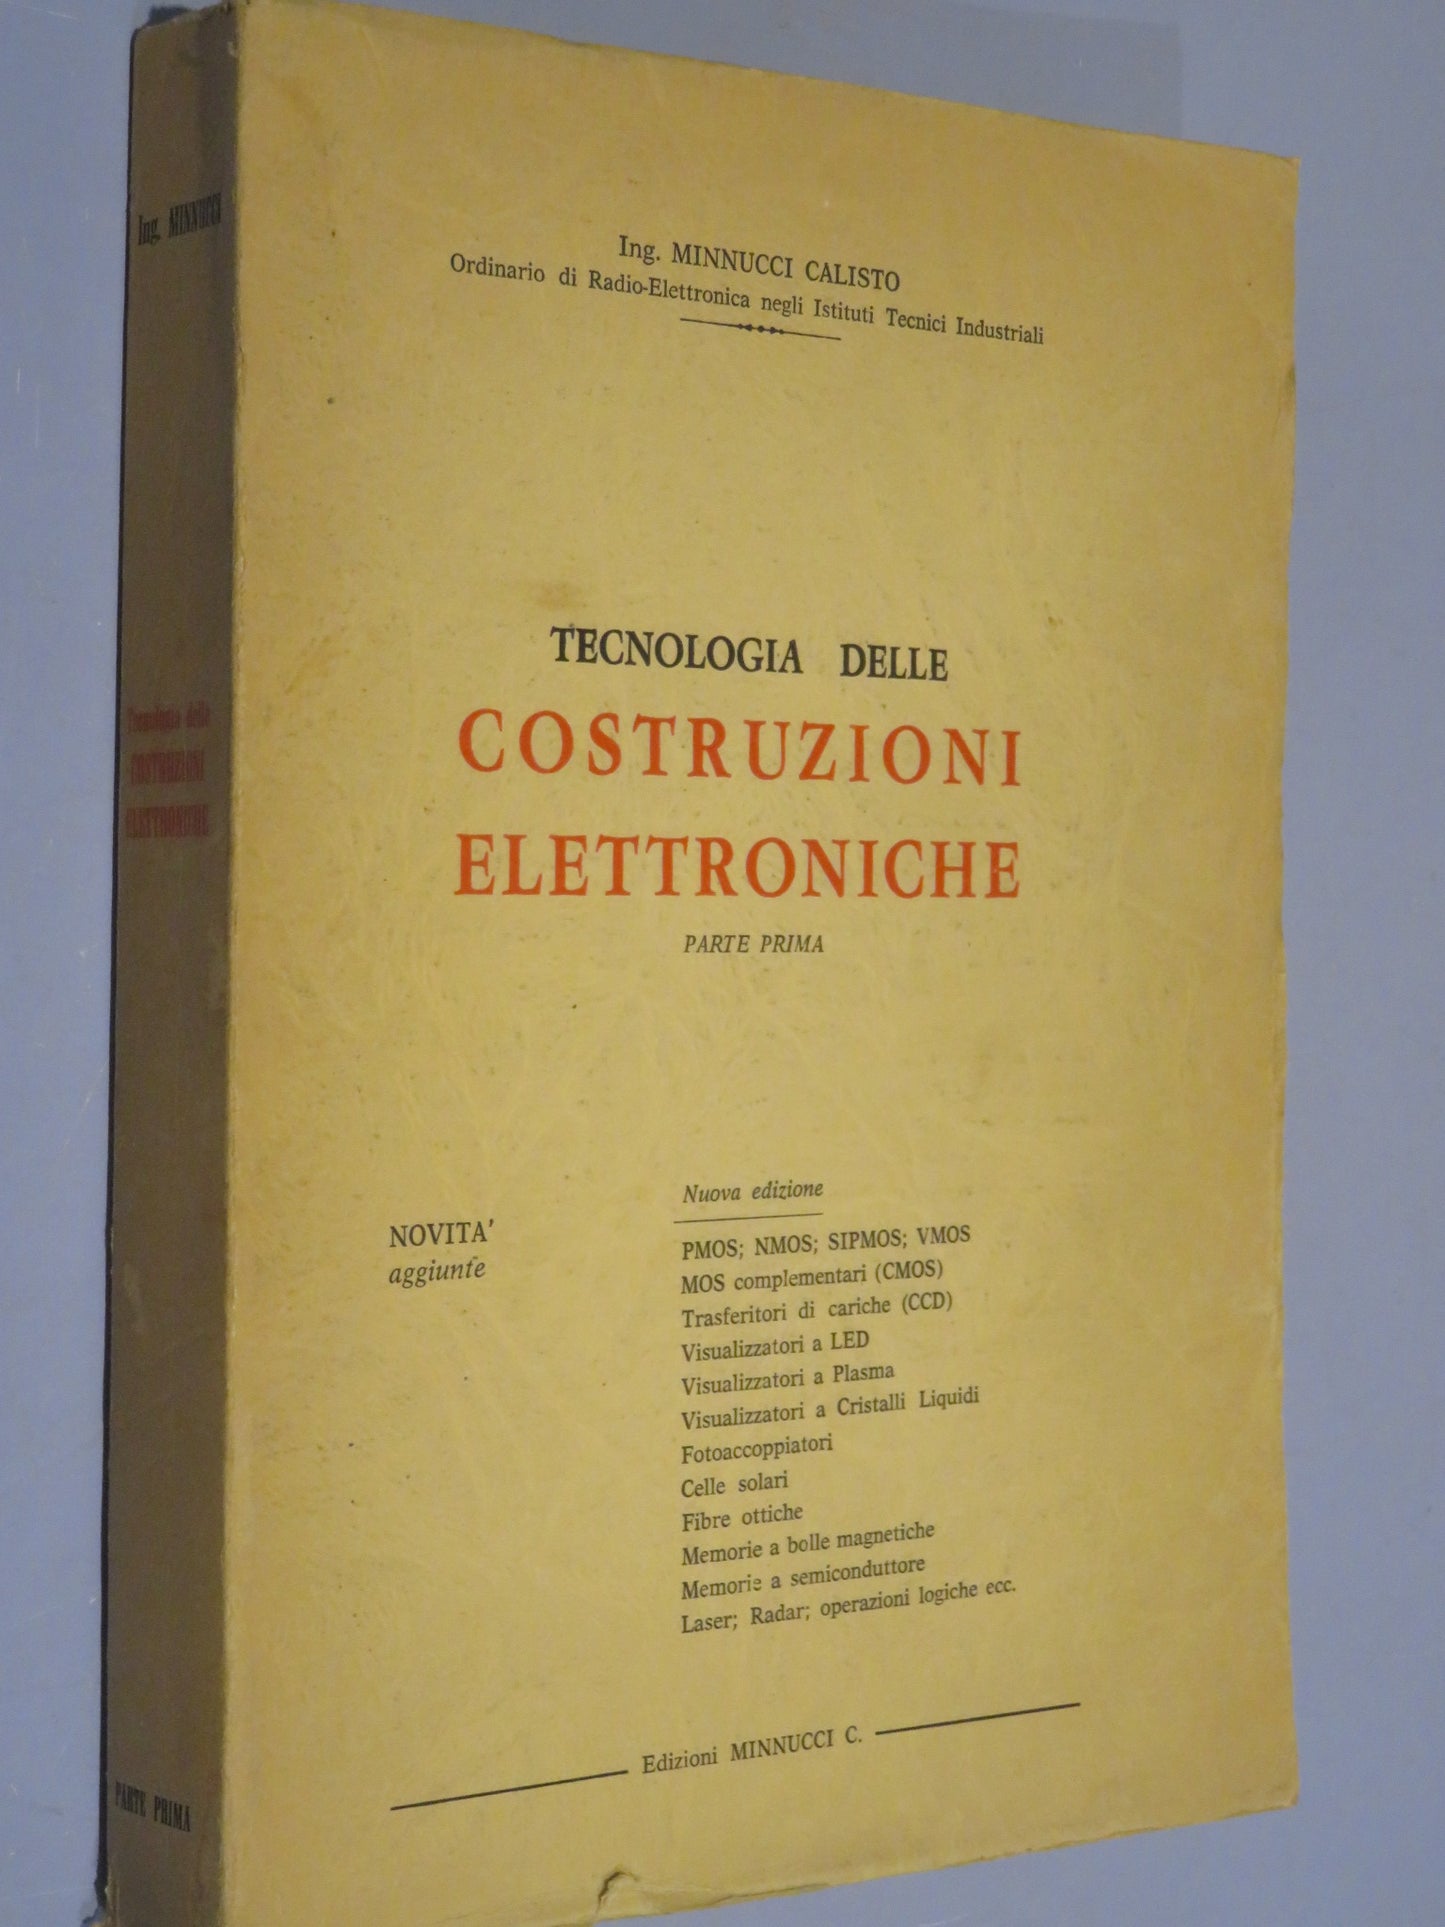 Ing. MINNUCCI
Tecnologia delle
COSTRUZIONI
ELETTRONICHE
PARTE PRIMA
Ing. MINNUCCI CALISTO
Ordinario di Radio-Elettronica negli Istituti Tecnici Industriali
TECNOLOGIA DELLE
COSTRUZIONI
ELETTRONICHE
PARTE PRIMA
Nuova edizione
NOVITA'
aggiunte
PMOS; NMOS; SIPMOS; VMOS
MOS complementari (CMOS)
Trasferitori di cariche (CCD)
Visualizzatori a LED
Visualizzatori a Plasma
Visualizzatori a Cristalli Liquidi
Fotoaccoppiatori
Celle solari
Fibre ottiche
Memorie a bolle magnetiche
Memorie a semiconduttore
Laser; Radar; operazioni logiche ecc.
Edizioni MINNUCCI C.